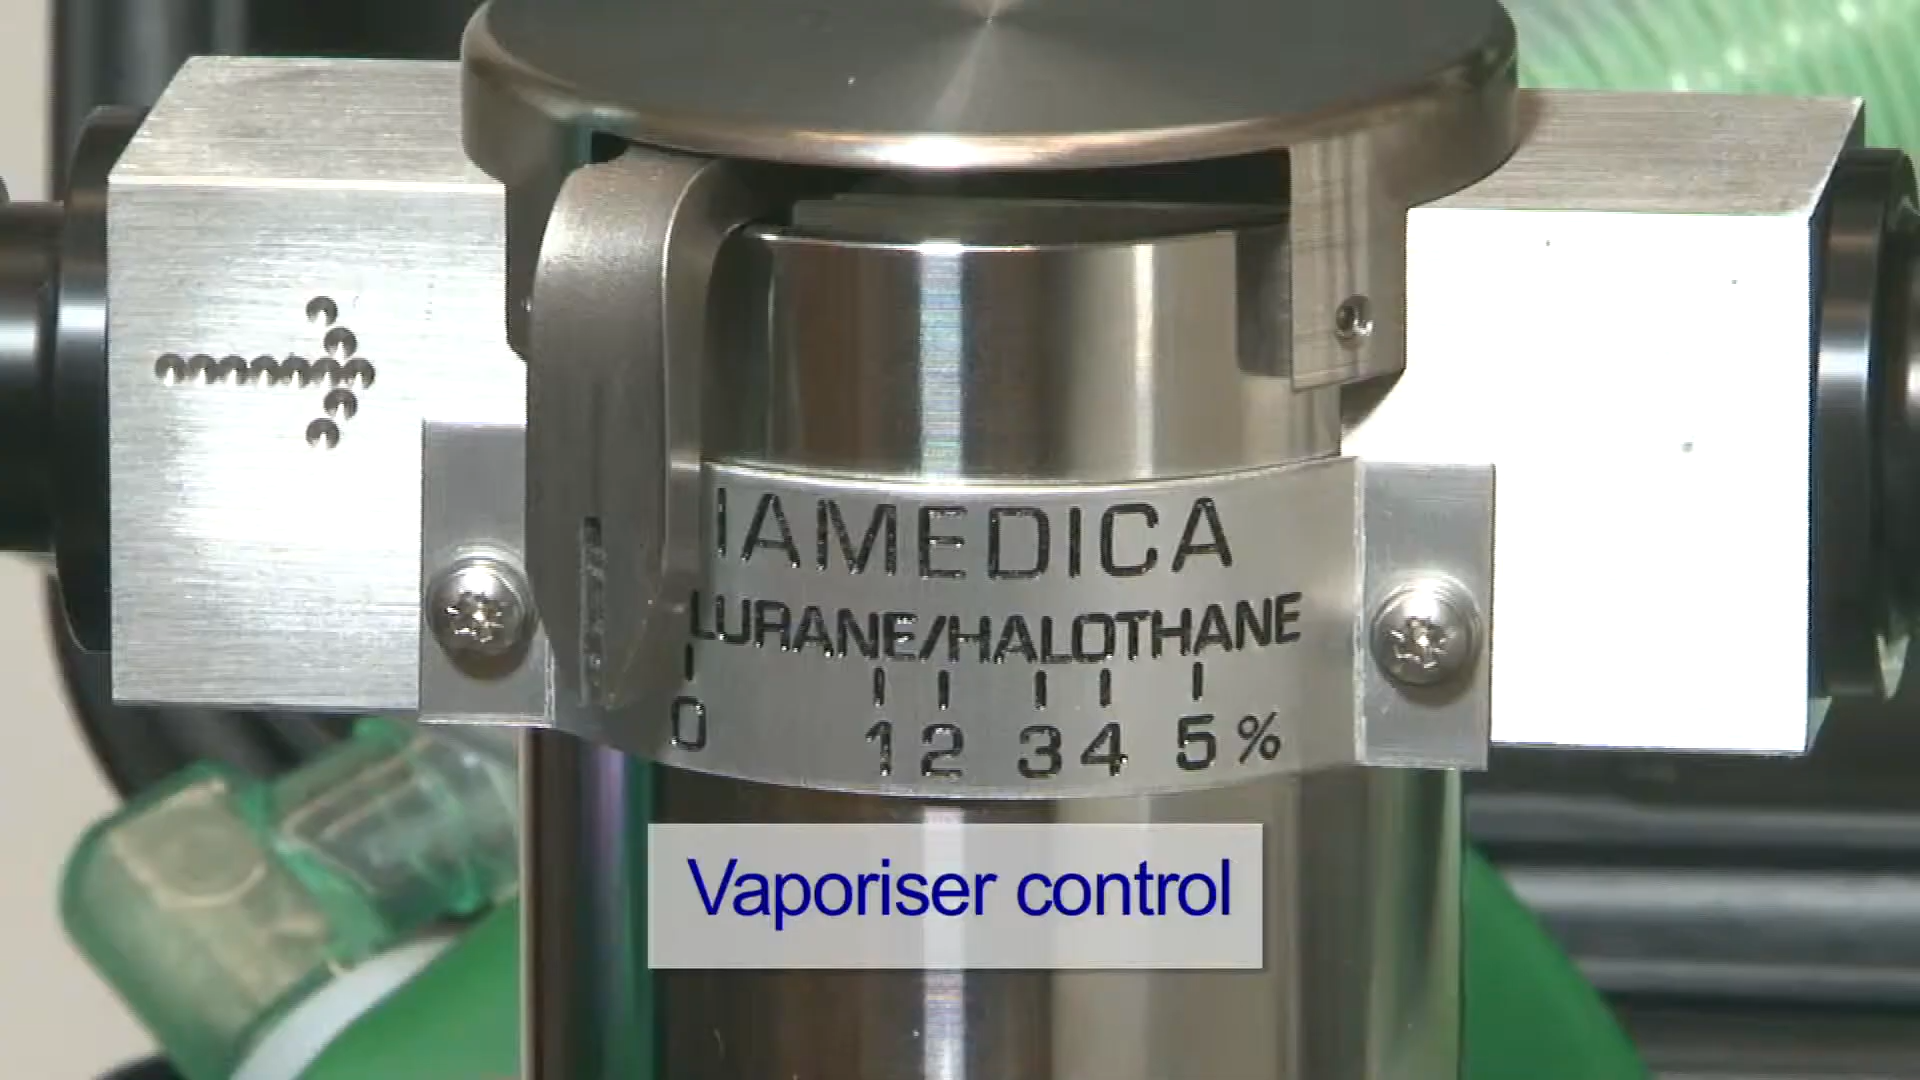 IAMEDICA
LURANE/HALOTHANE
0 1 2 3 4 5 %
Vaporiser control